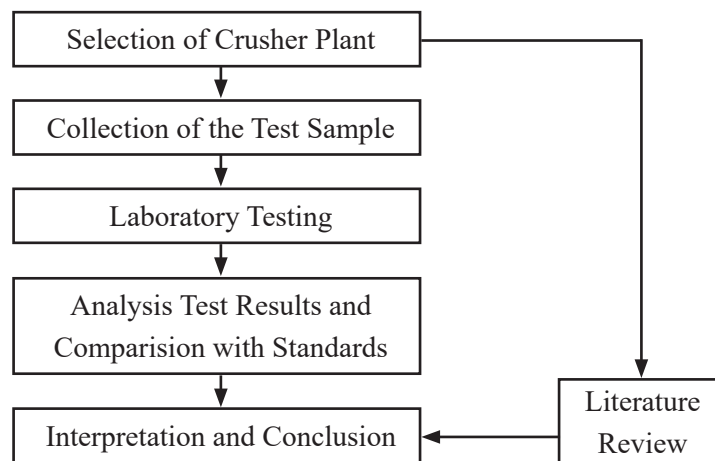 Selection of Crusher Plant
Collection of the Test Sample
Laboratory Testing
Analysis Test Results and
Comparision with Standards
Interpretation and Conclusion
Literature
Review